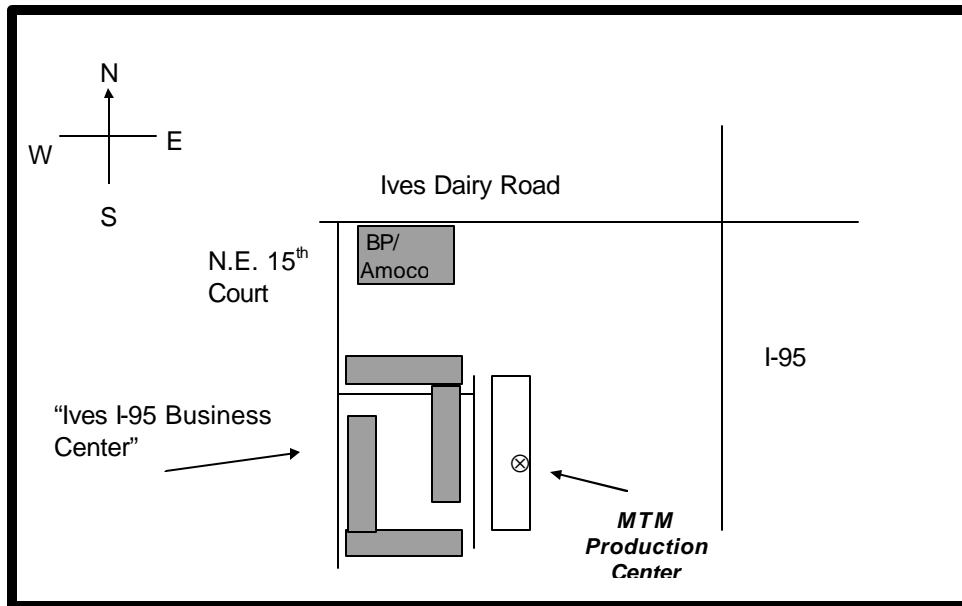 N
W
E
S
Ives Dairy Road
BP/
Amoco
N.E. 15th
Court
I-95
“Ives I-95 Business
Center”
MTM
Production
Center